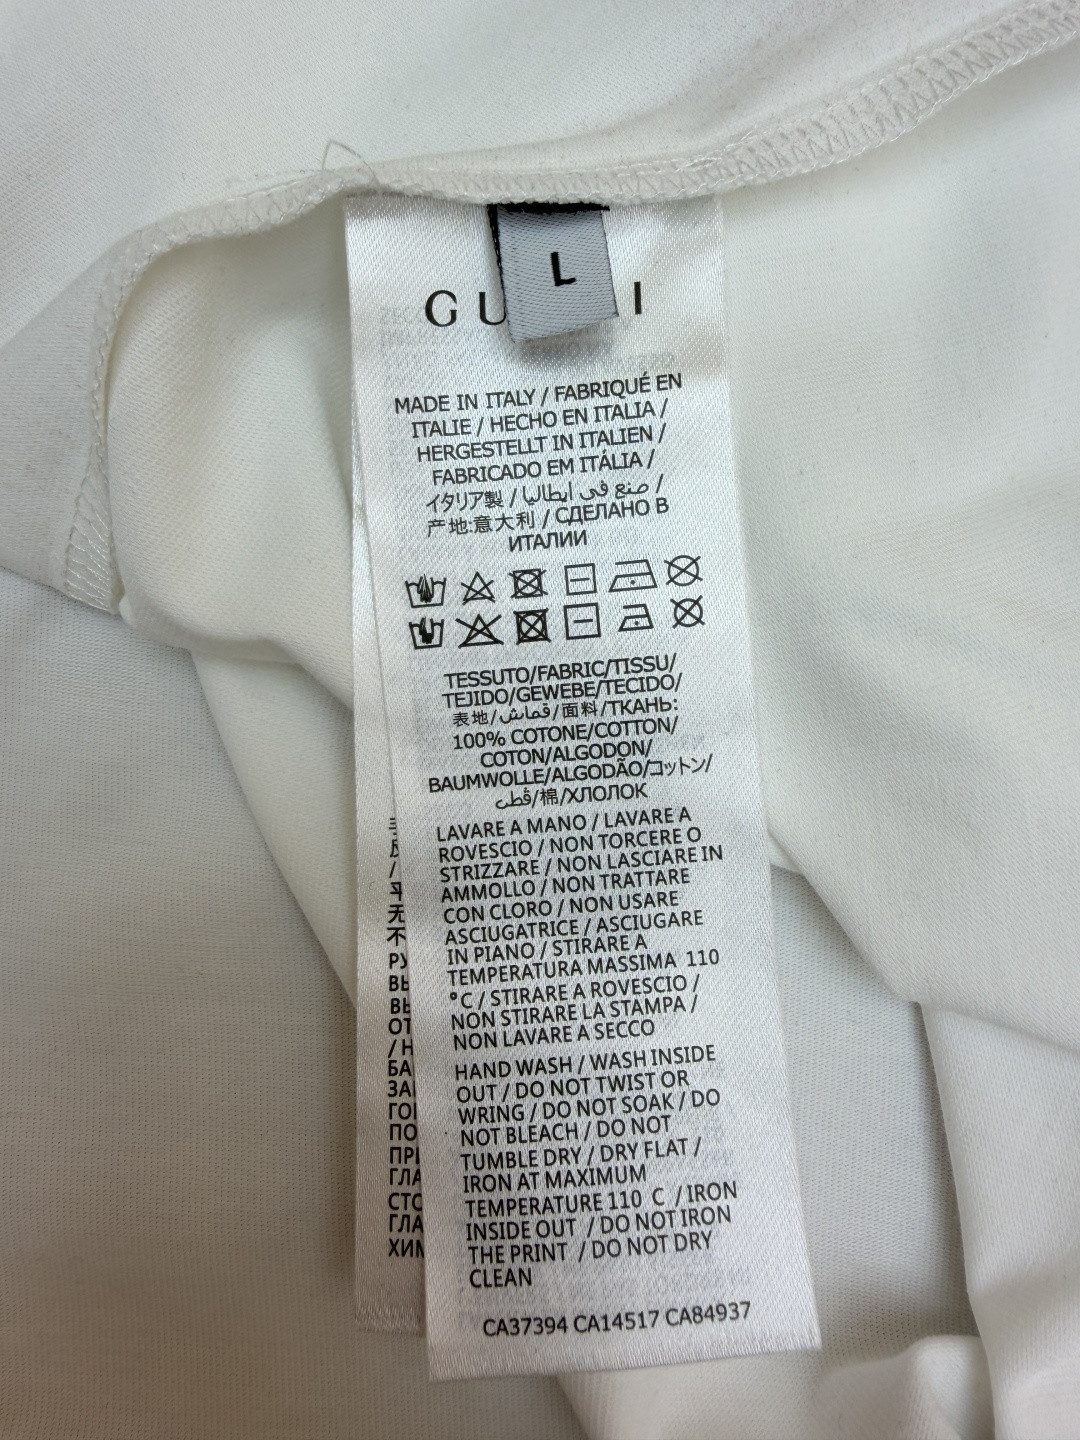 L
GU I
MADE IN ITALY / FABRIQUÉ EN
ITALIE / HECHO EN ITALIA /
HERGESTELLT IN ITALIEN /
FABRICADO EM ITÁLIA /
イタリア製 / صنع في ايطاليا /
产地:意大利 / СДЕЛАНО В
ИТАЛИИ
TESSUTO/FABRIC/TISSU/
TEJIDO/GEWEBE/TECIDO/
表地/قماش/面料/ТКАНЬ:
100% COTONE/COTTON/
COTON/ALGODON/
BAUMWOLLE/ALGODÃO/コットン/
قطن/棉/ХЛОПОК
LAVARE A MANO / LAVARE A
ROVESCIO / NON TORCERE O
STRIZZARE / NON LASCIARE IN
AMMOLLO / NON TRATTARE
CON CLORO / NON USARE
ASCIUGATRICE / ASCIUGARE
IN PIANO / STIRARE A
TEMPERATURA MASSIMA 110
°C / STIRARE A ROVESCIO /
NON STIRARE LA STAMPA /
NON LAVARE A SECCO
HAND WASH / WASH INSIDE
OUT / DO NOT TWIST OR
WRING / DO NOT SOAK / DO
NOT BLEACH / DO NOT
TUMBLE DRY / DRY FLAT /
IRON AT MAXIMUM
TEMPERATURE 110 C / IRON
INSIDE OUT / DO NOT IRON
THE PRINT / DO NOT DRY
CLEAN
CA37394 CA14517 CA84937